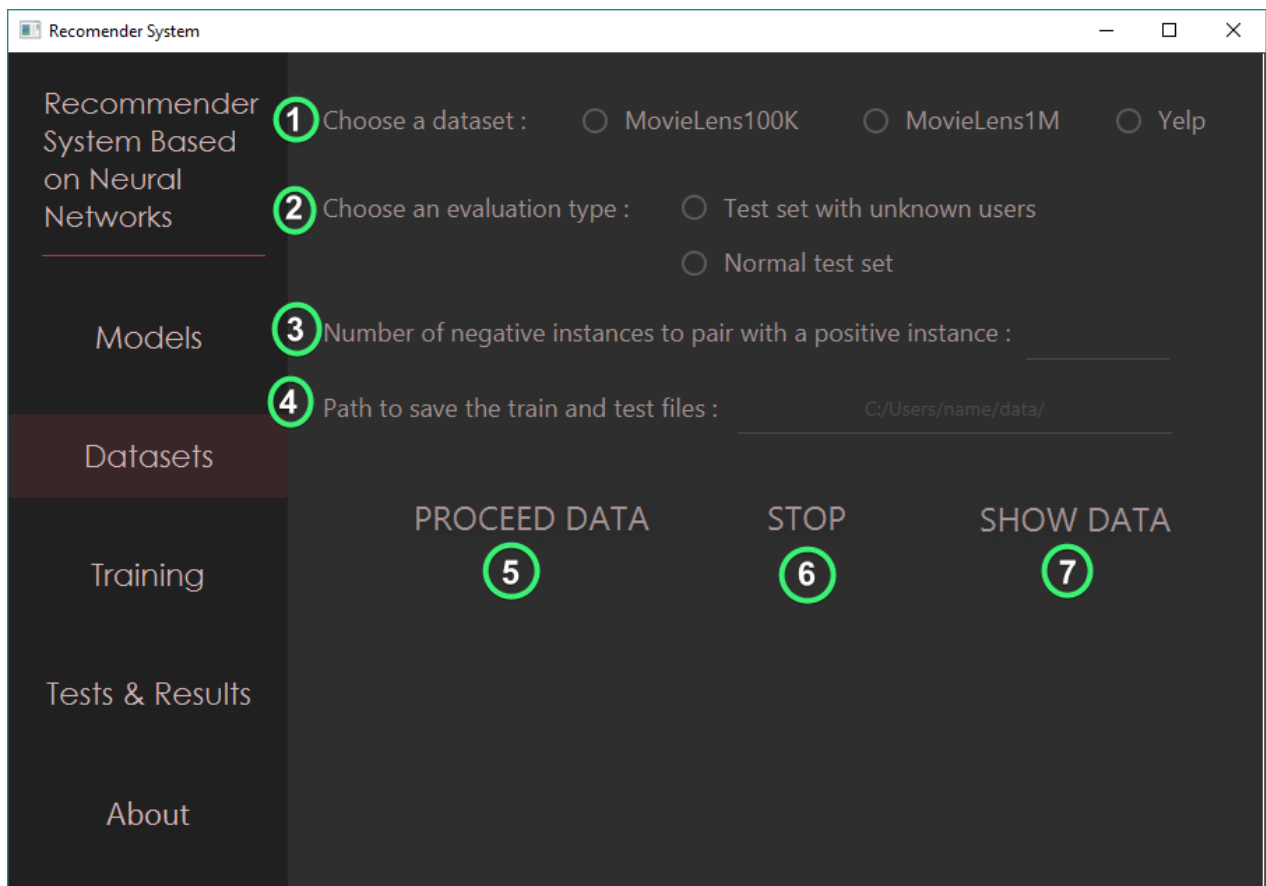 Recomender System
Recommender
System Based
on Neural
Networks
Models
Datasets
Training
Tests & Results
About
1 Choose a dataset : MovieLens100K MovieLens1M Yelp
2 Choose an evaluation type : Test set with unknown users
Normal test set
3 Number of negative instances to pair with a positive instance :
4 Path to save the train and test files : C:/Users/name/data/
PROCEED DATA STOP SHOW DATA
5 6 7